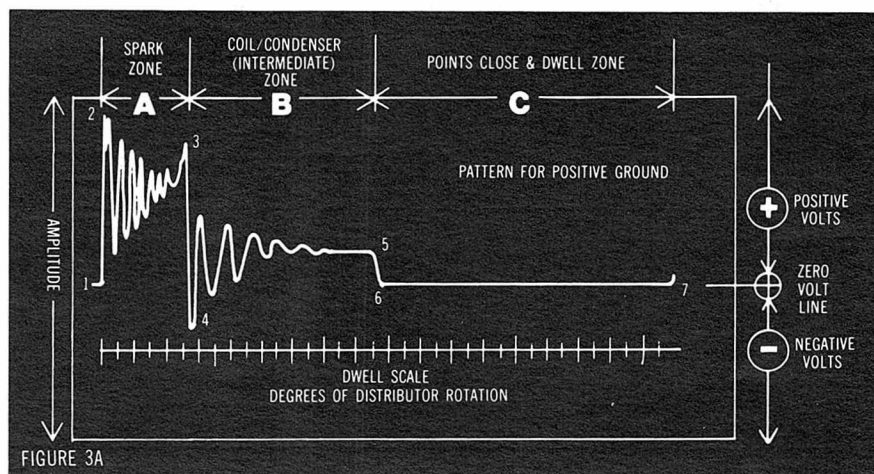 SPARK
ZONE
COIL/CONDENSER
(INTERMEDIATE)
ZONE
POINTS CLOSE & DWELL ZONE
A
B
C
2
3
PATTERN FOR POSITIVE GROUND
AMPLITUDE
+
POSITIVE
VOLTS
1
5
6
7
ZERO
VOLT
LINE
4
-
NEGATIVE
VOLTS
DWELL SCALE
DEGREES OF DISTRIBUTOR ROTATION
FIGURE 3A